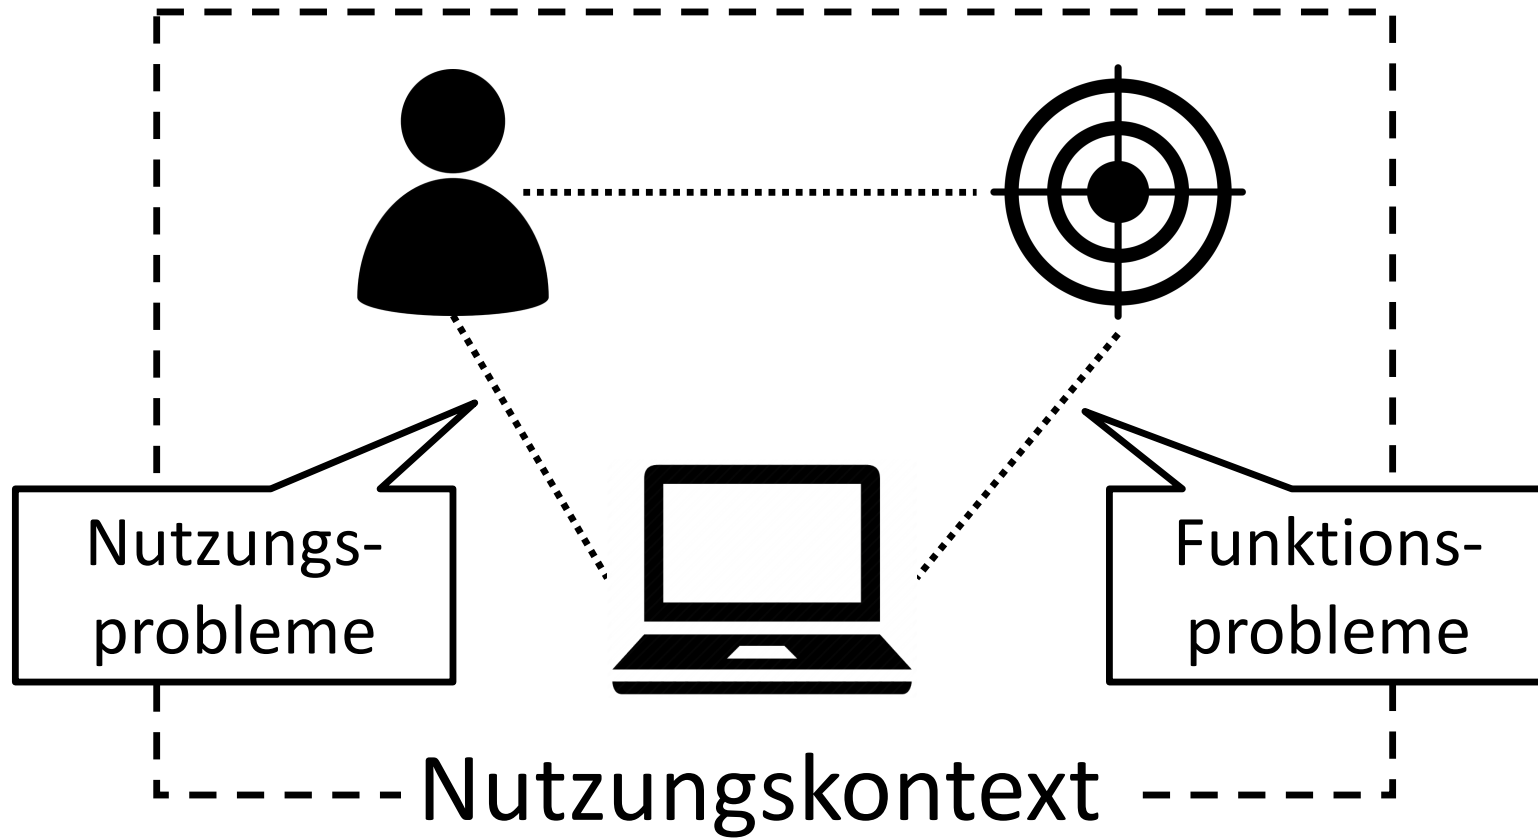 Nutzungs-
probleme
Funktions-
probleme
Nutzungskontext